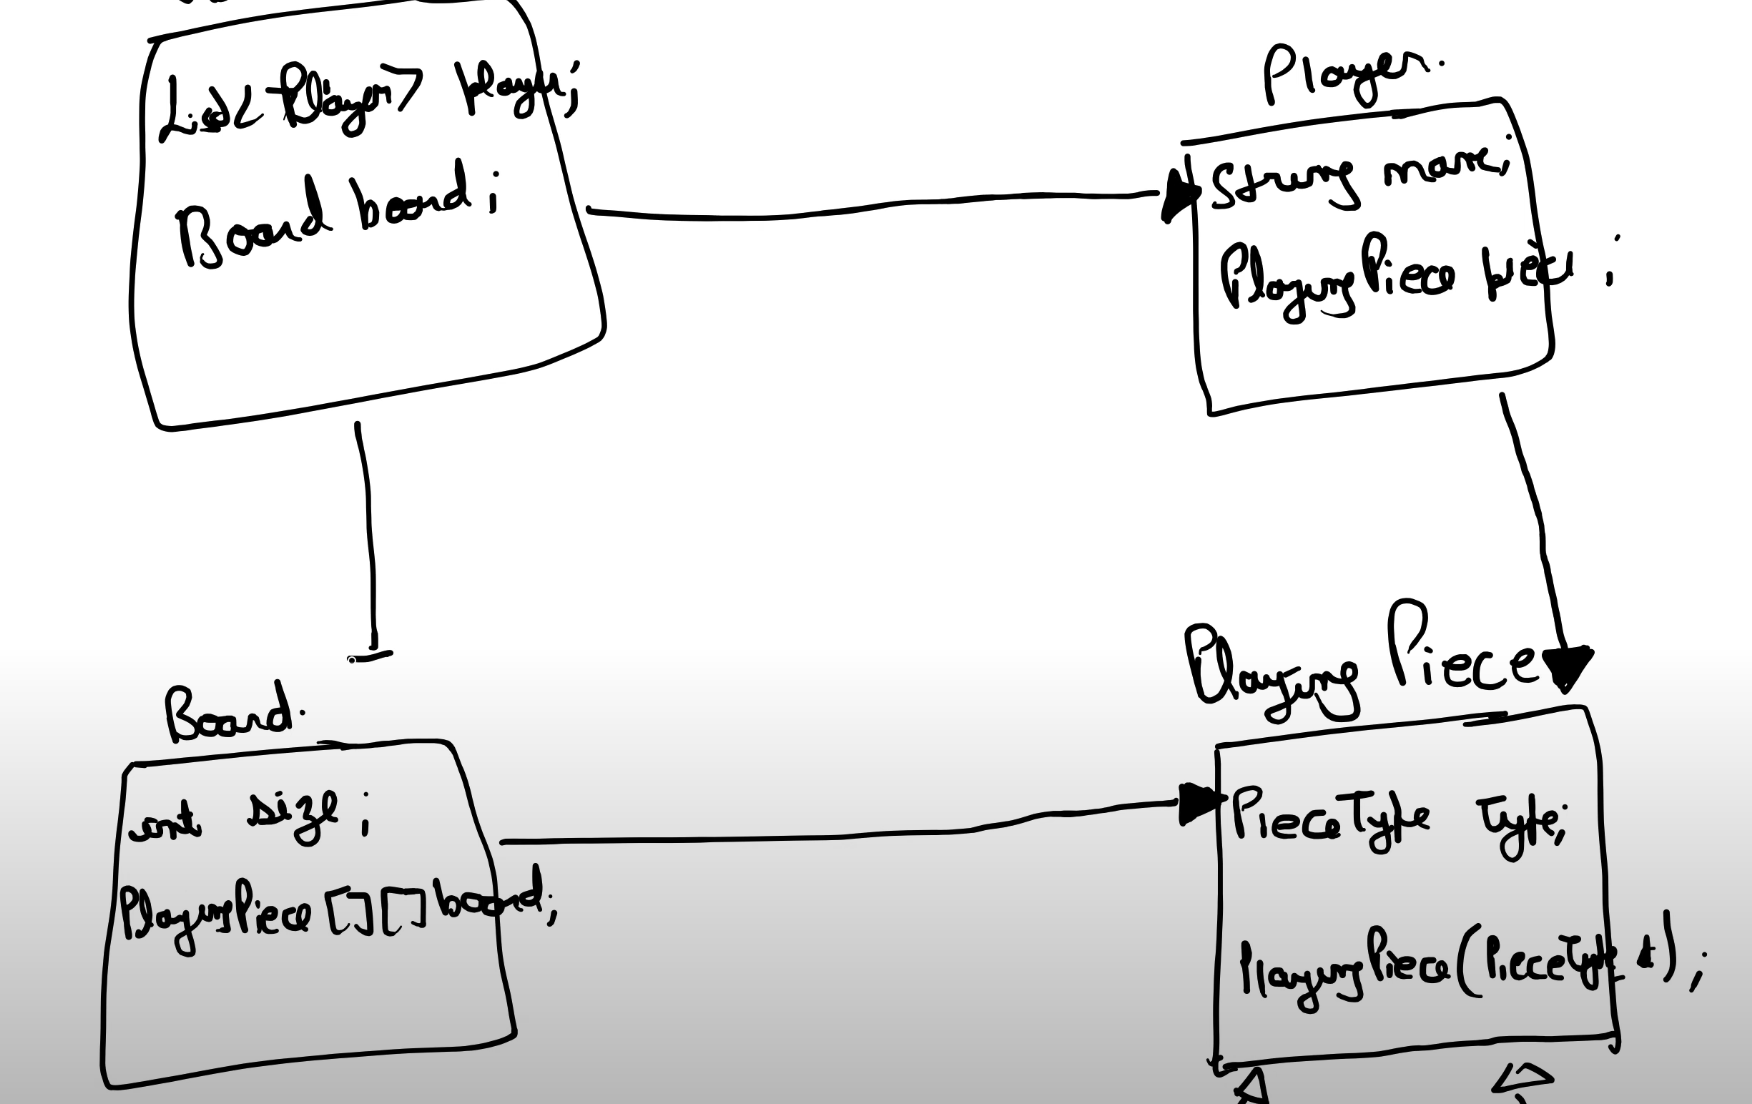 List<Player> player;
Board board;
Player.
String name;
PlayingPiece piece;
Board.
int size;
PlayingPiece[][] board;
Playing Piece
PieceType Type;
PlayingPiece(PieceType t);